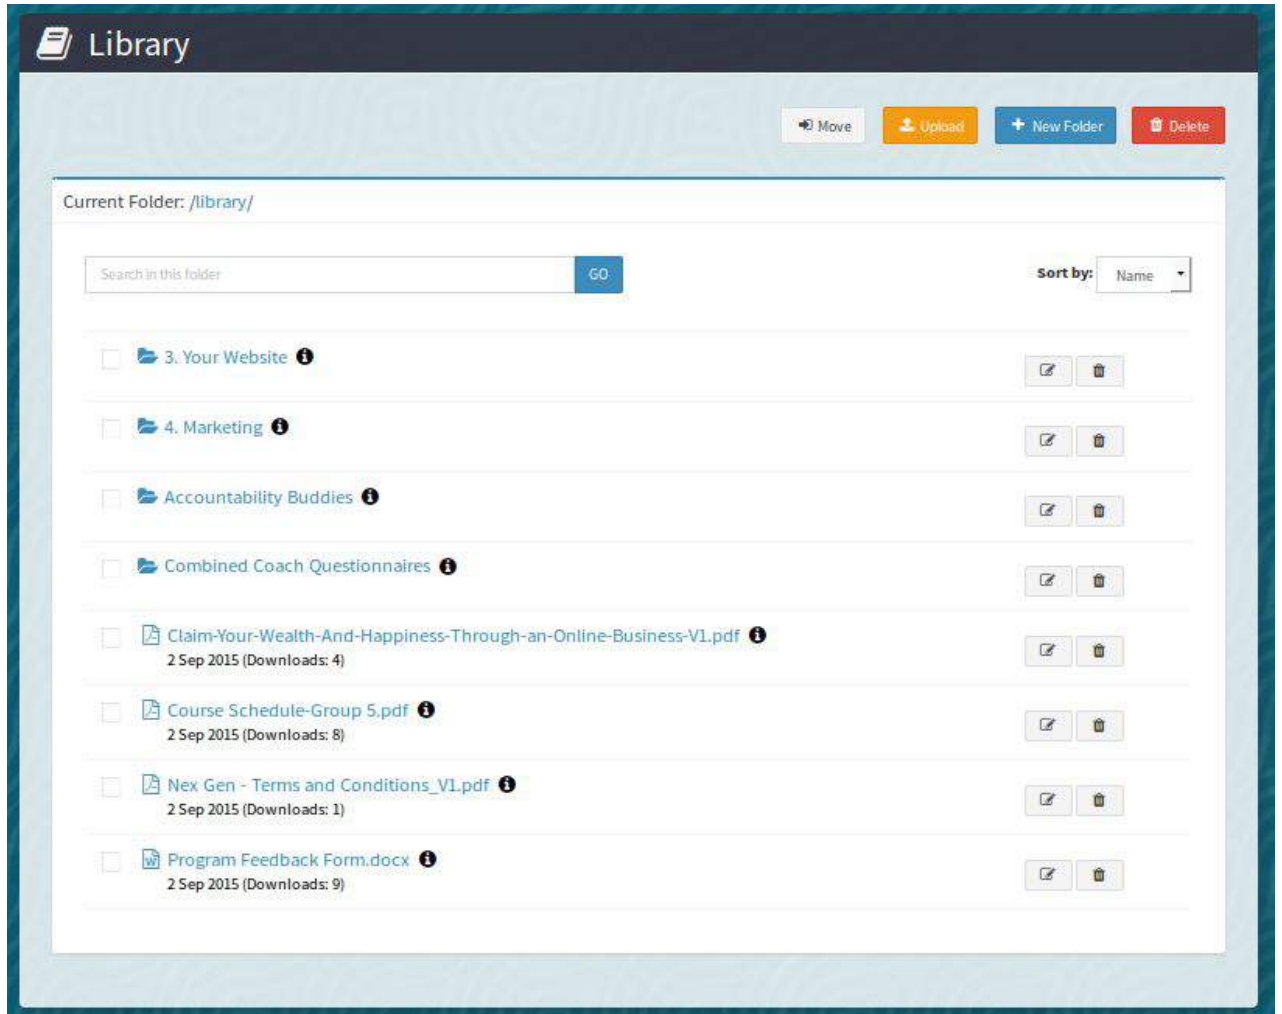 Library
Move
Upload
New Folder
Delete
Current Folder: /library/
Search in this folder
GO
Sort by:
Name
3. Your Website
4. Marketing
Accountability Buddies
Combined Coach Questionnaires
Claim-Your-Wealth-And-Happiness-Through-an-Online-Business-V1.pdf
2 Sep 2015 (Downloads: 4)
Course Schedule-Group 5.pdf
2 Sep 2015 (Downloads: 8)
Nex Gen - Terms and Conditions_V1.pdf
2 Sep 2015 (Downloads: 1)
Program Feedback Form.docx
2 Sep 2015 (Downloads: 9)